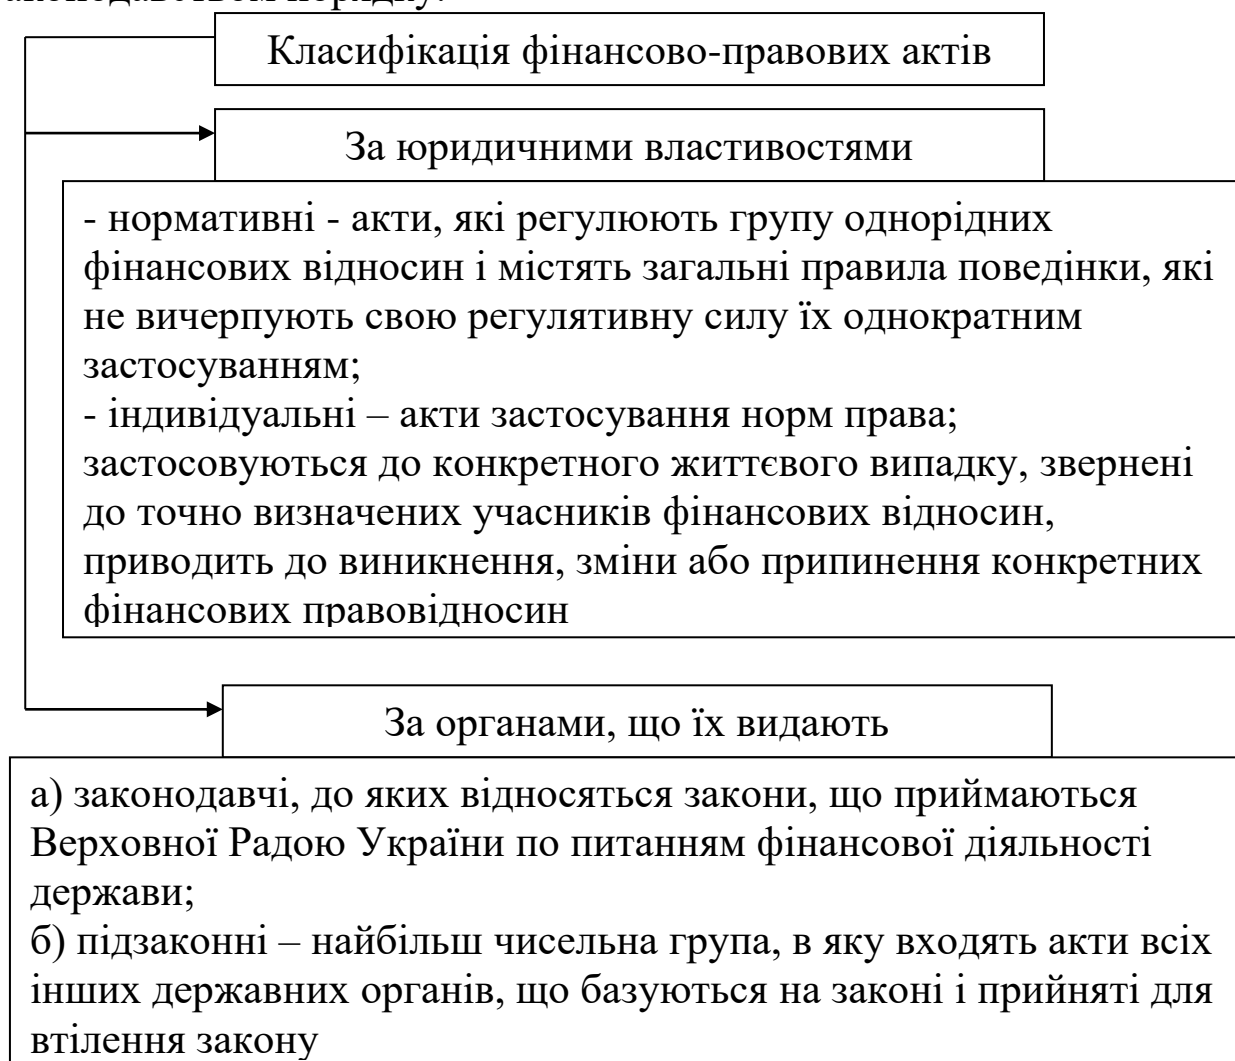 порядку.
Класифікація фінансово-правових актів
За юридичними властивостями
- нормативні - акти, які регулюють групу однорідних
фінансових відносин і містять загальні правила поведінки, які
не вичерпують свою регулятивну силу їх однократним
застосуванням;
- індивідуальні – акти застосування норм права;
застосовуються до конкретного життєвого випадку, звернені
до точно визначених учасників фінансових відносин,
приводить до виникнення, зміни або припинення конкретних
фінансових правовідносин
За органами, що їх видають
а) законодавчі, до яких відносяться закони, що приймаються
Верховної Радою України по питанням фінансової діяльності
держави;
б) підзаконні – найбільш чисельна група, в яку входять акти всіх
інших державних органів, що базуються на законі і прийняті для
втілення закону